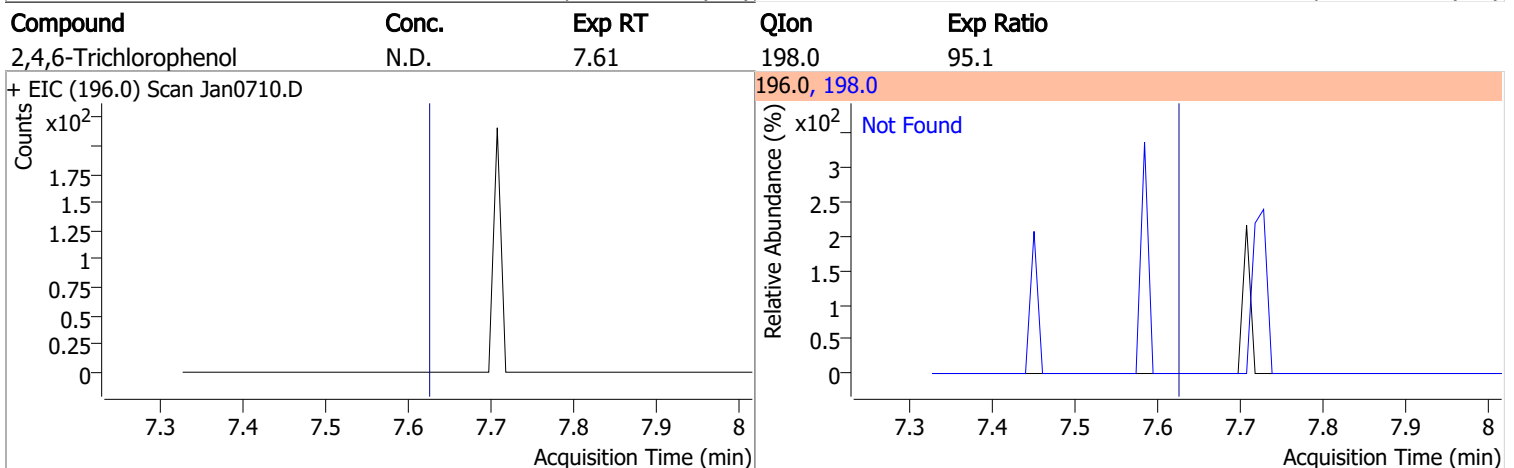 Compound Conc. Exp RT QIon Exp Ratio
2,4,6-Trichlorophenol N.D. 7.61 198.0 95.1
+ EIC (196.0) Scan Jan0710.D
Counts
x10²
1.75
1.5
1.25
1
0.75
0.5
0.25
0
7.3 7.4 7.5 7.6 7.7 7.8 7.9 8
Acquisition Time (min)
196.0, 198.0
Relative Abundance (%)
x10²
Not Found
3
2.5
2
1.5
1
0.5
0
7.3 7.4 7.5 7.6 7.7 7.8 7.9 8
Acquisition Time (min)